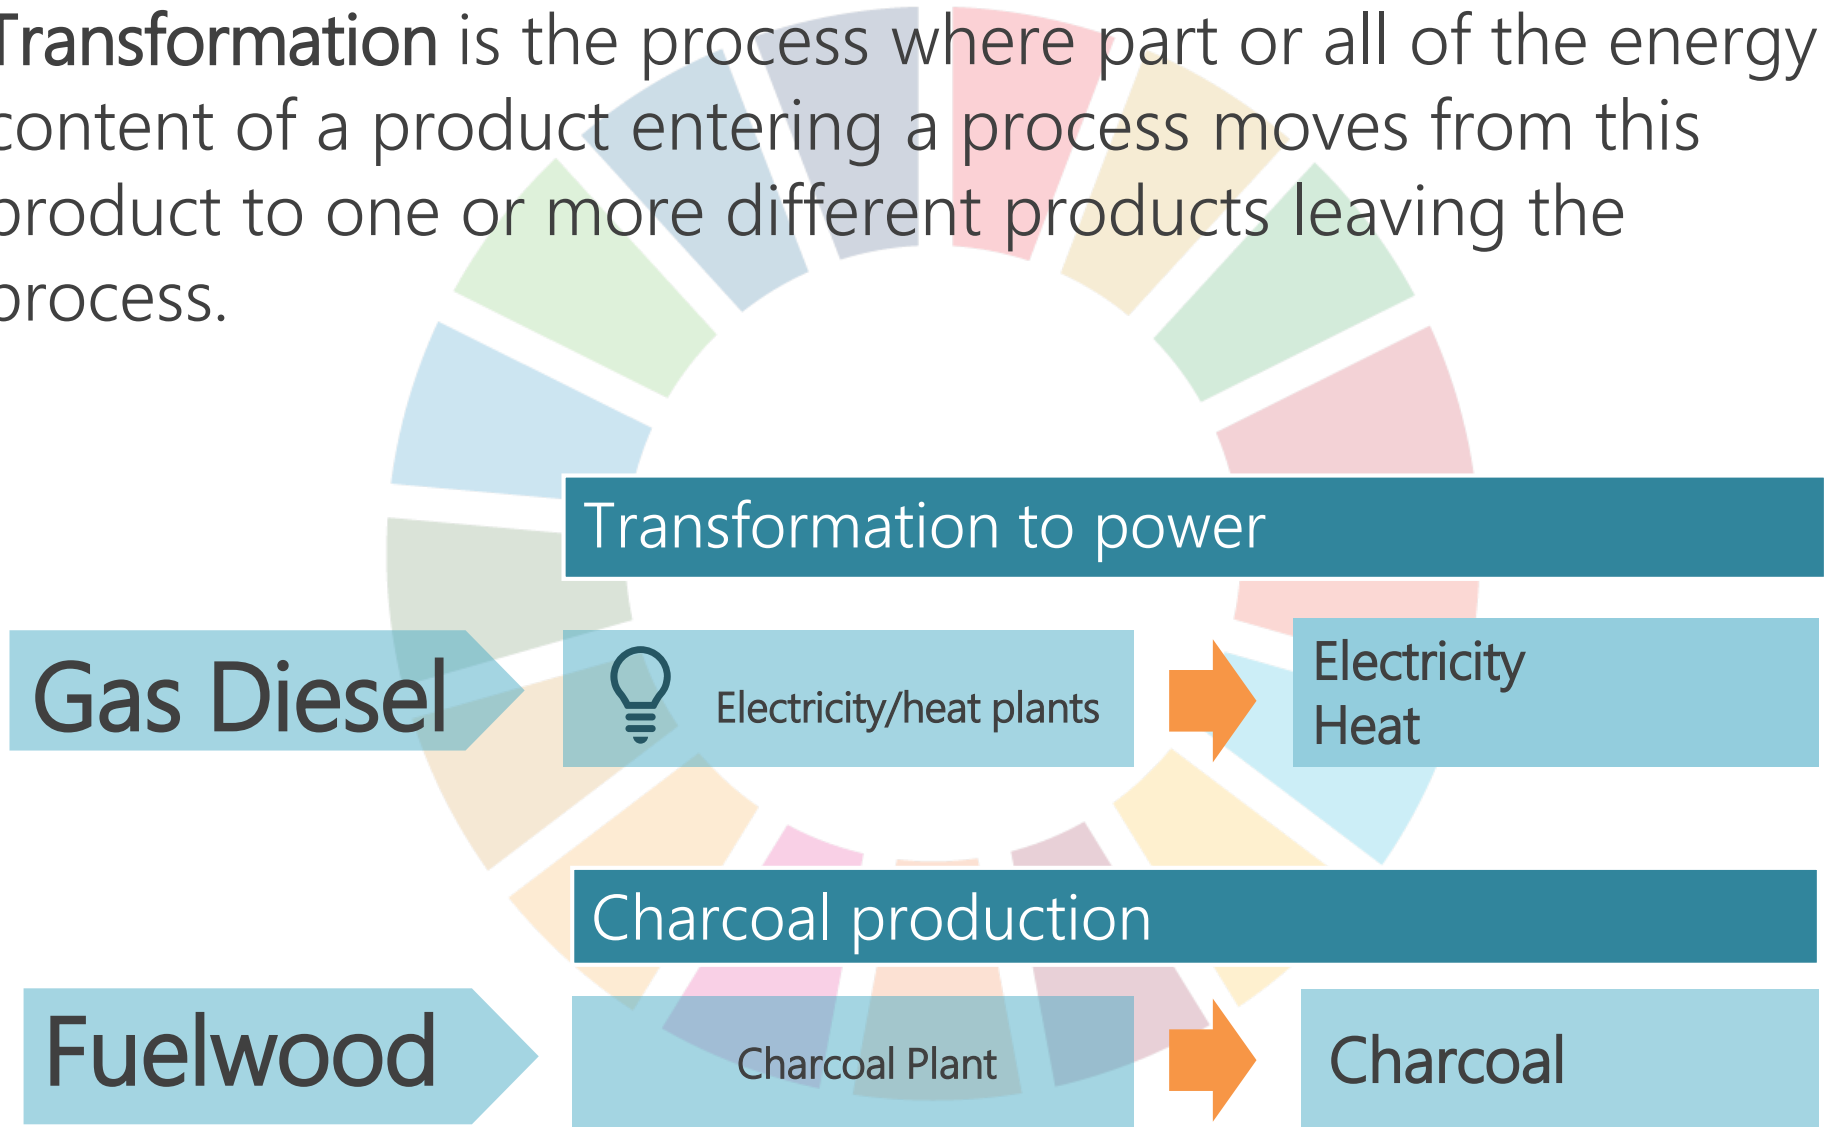 Transformation is the process where part or all of the energy
content of a product entering a process moves from this
product to one or more different products leaving the
process.
Transformation to power
Gas Diesel
Electricity/heat plants
Electricity
Heat
Charcoal production
Fuelwood
Charcoal Plant
Charcoal